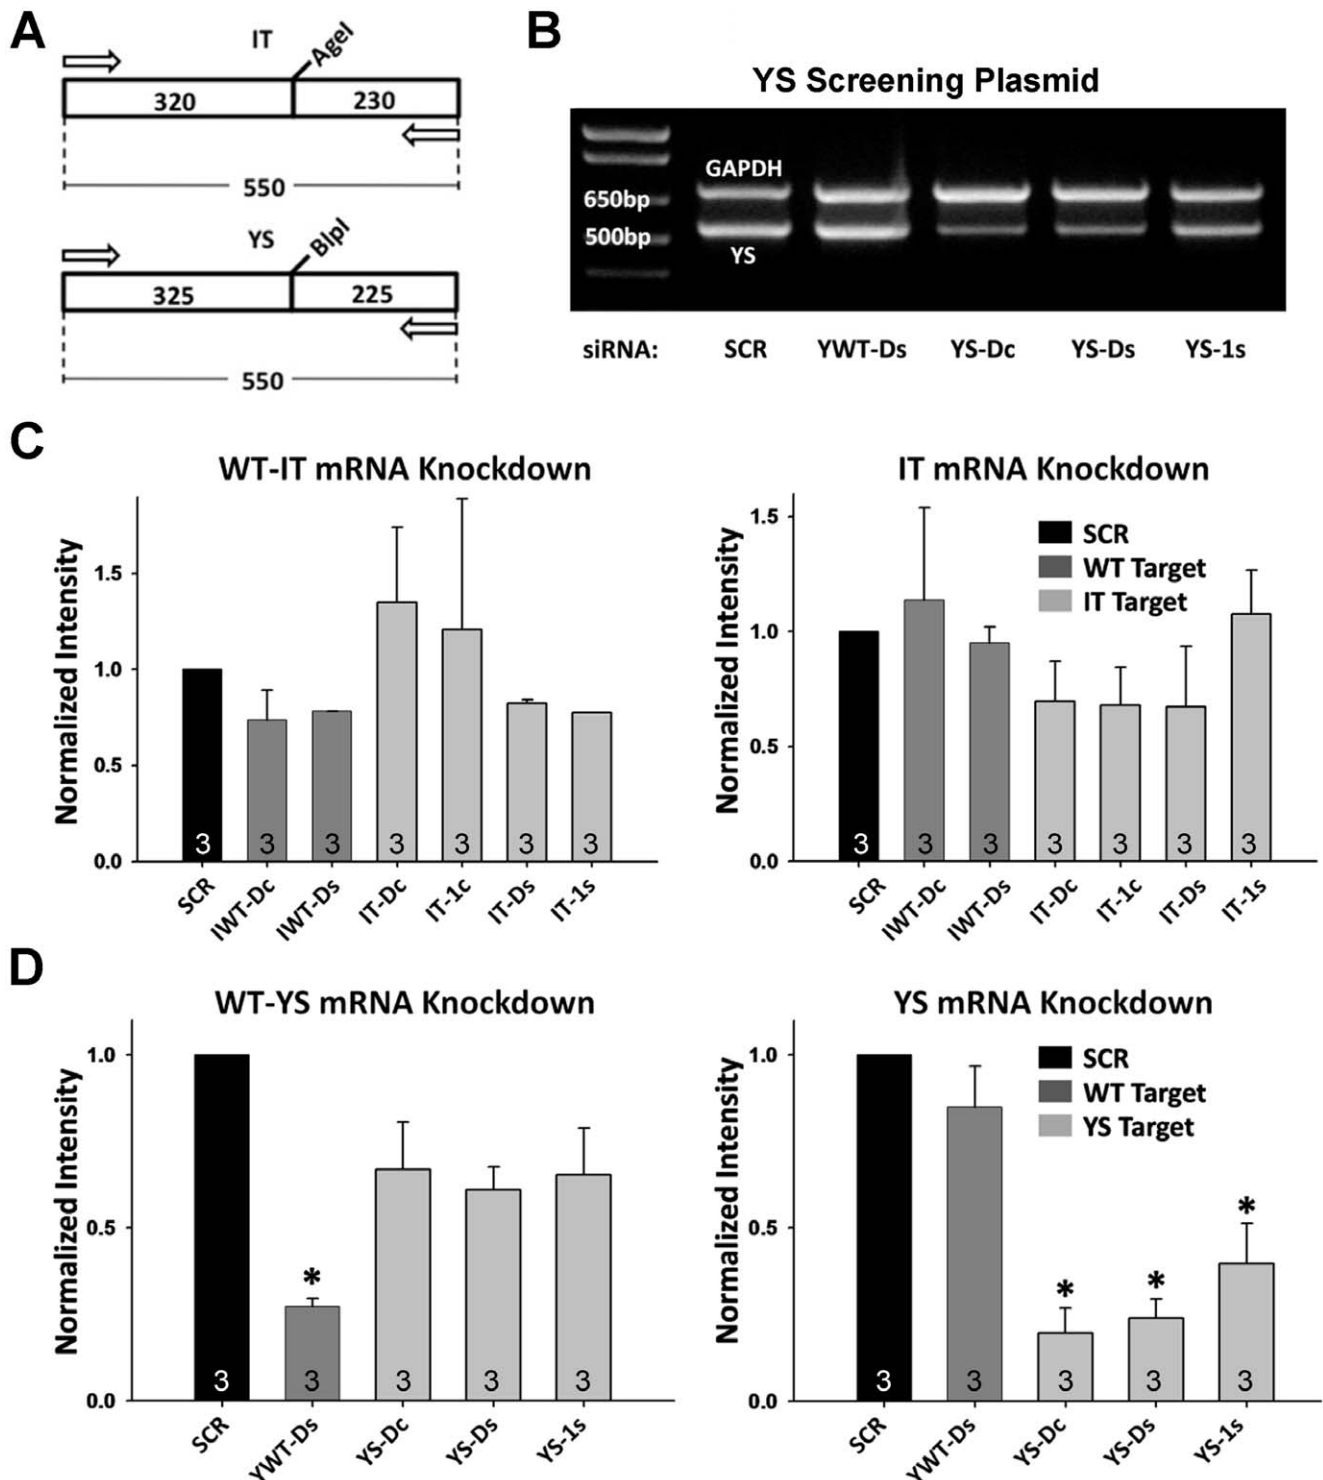 A
IT
AgeI
320
230
550
YS
BlpI
325
225
550
B
YS Screening Plasmid
GAPDH
650bp
500bp
YS
siRNA: SCR YWT-Ds YS-Dc YS-Ds YS-1s
C
WT-IT mRNA Knockdown
Normalized Intensity
1.5
1.0
0.5
0.0
3 3 3 3 3 3 3
SCR IWT-Dc IWT-Ds IT-Dc IT-1c IT-Ds IT-1s
IT mRNA Knockdown
Normalized Intensity
1.5
1.0
0.5
0.0
SCR
WT Target
IT Target
3 3 3 3 3 3 3
SCR IWT-Dc IWT-Ds IT-Dc IT-1c IT-Ds IT-1s
D
WT-YS mRNA Knockdown
Normalized Intensity
1.0
0.5
0.0
*
3 3 3 3 3
SCR YWT-Ds YS-Dc YS-Ds YS-1s
YS mRNA Knockdown
Normalized Intensity
1.0
0.5
0.0
SCR
WT Target
YS Target
* * *
3 3 3 3 3
SCR YWT-Ds YS-Dc YS-Ds YS-1s